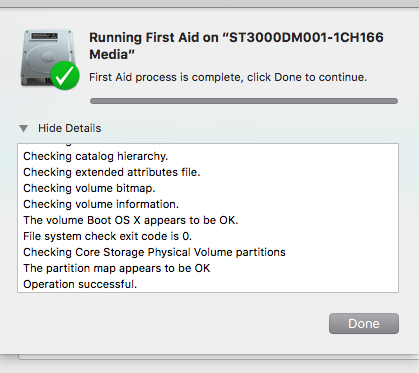 Running First Aid on “ST3000DM001-1CH166
Media”
First Aid process is complete, click Done to continue.
Hide Details
Checking catalog hierarchy.
Checking extended attributes file.
Checking volume bitmap.
Checking volume information.
The volume Boot OS X appears to be OK.
File system check exit code is 0.
Checking Core Storage Physical Volume partitions
The partition map appears to be OK
Operation successful.
Done